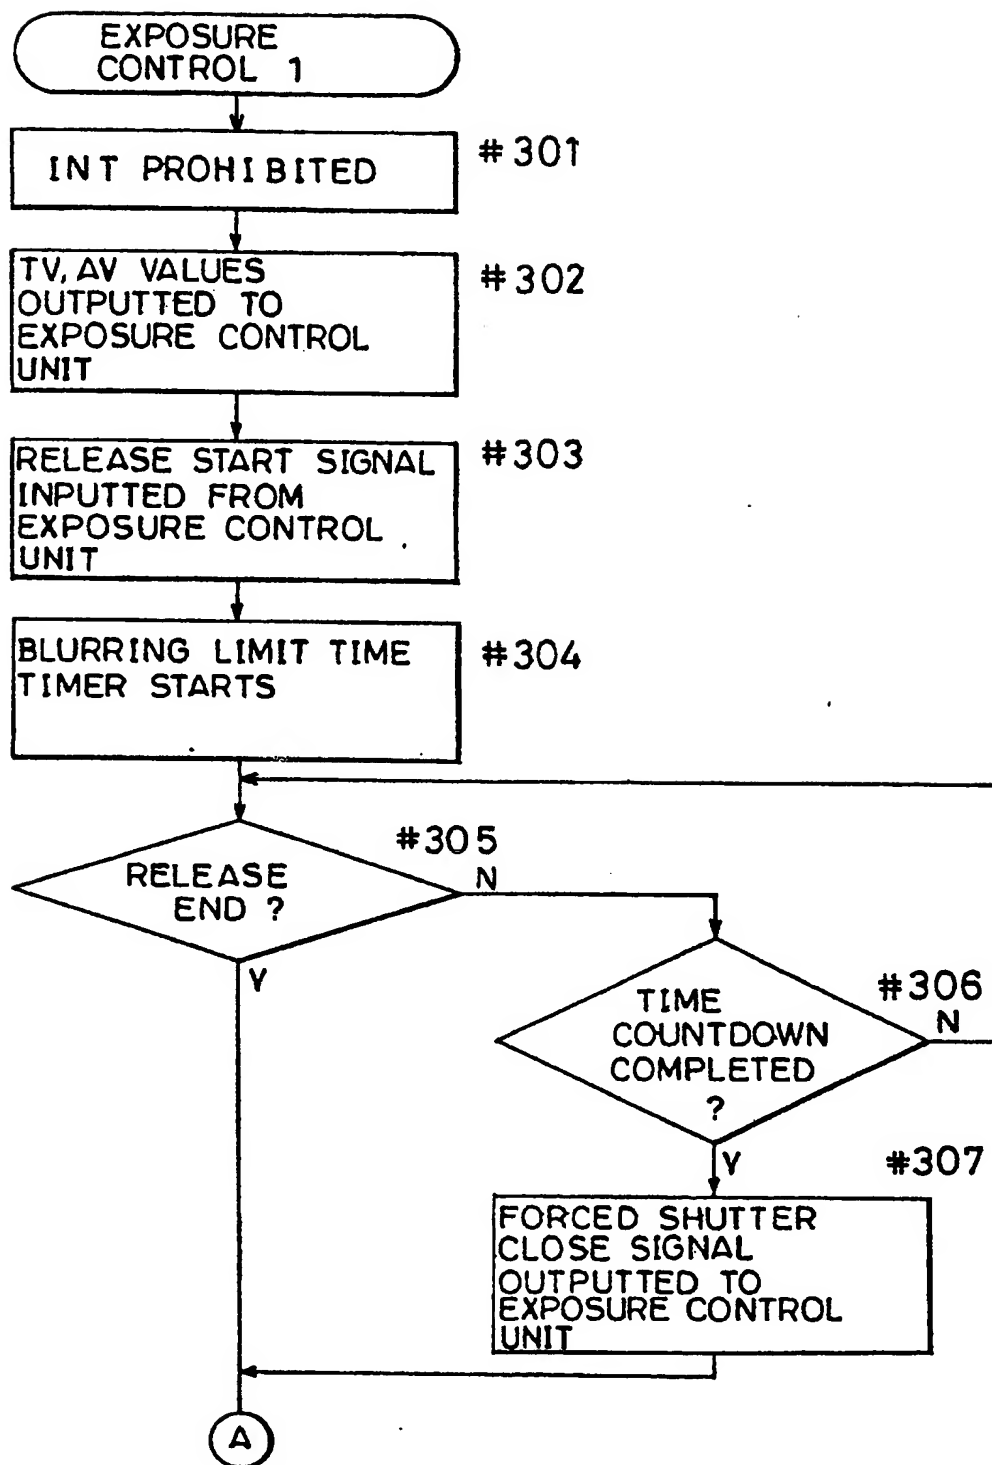 EXPOSURE
CONTROL 1
INT PROHIBITED
#301
TV, AV VALUES
OUTPUTTED TO
EXPOSURE CONTROL
UNIT
#302
RELEASE START SIGNAL
INPUTTED FROM
EXPOSURE CONTROL
UNIT
#303
BLURRING LIMIT TIME
TIMER STARTS
#304
RELEASE
END ?
#305
N
Y
TIME
COUNTDOWN
COMPLETED
?
#306
N
Y
#307
FORCED SHUTTER
CLOSE SIGNAL
OUTPUTTED TO
EXPOSURE CONTROL
UNIT
A